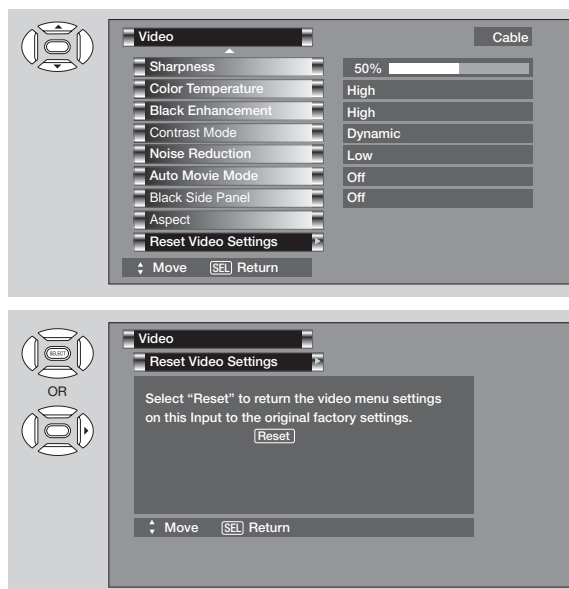 Video Cable
Sharpness 50%
Color Temperature High
Black Enhancement High
Contrast Mode Dynamic
Noise Reduction Low
Auto Movie Mode Off
Black Side Panel Off
Aspect
Reset Video Settings
Move SEL Return
SELECT
OR
Video
Reset Video Settings
Select “Reset” to return the video menu settings
on this Input to the original factory settings.
Reset
Move SEL Return